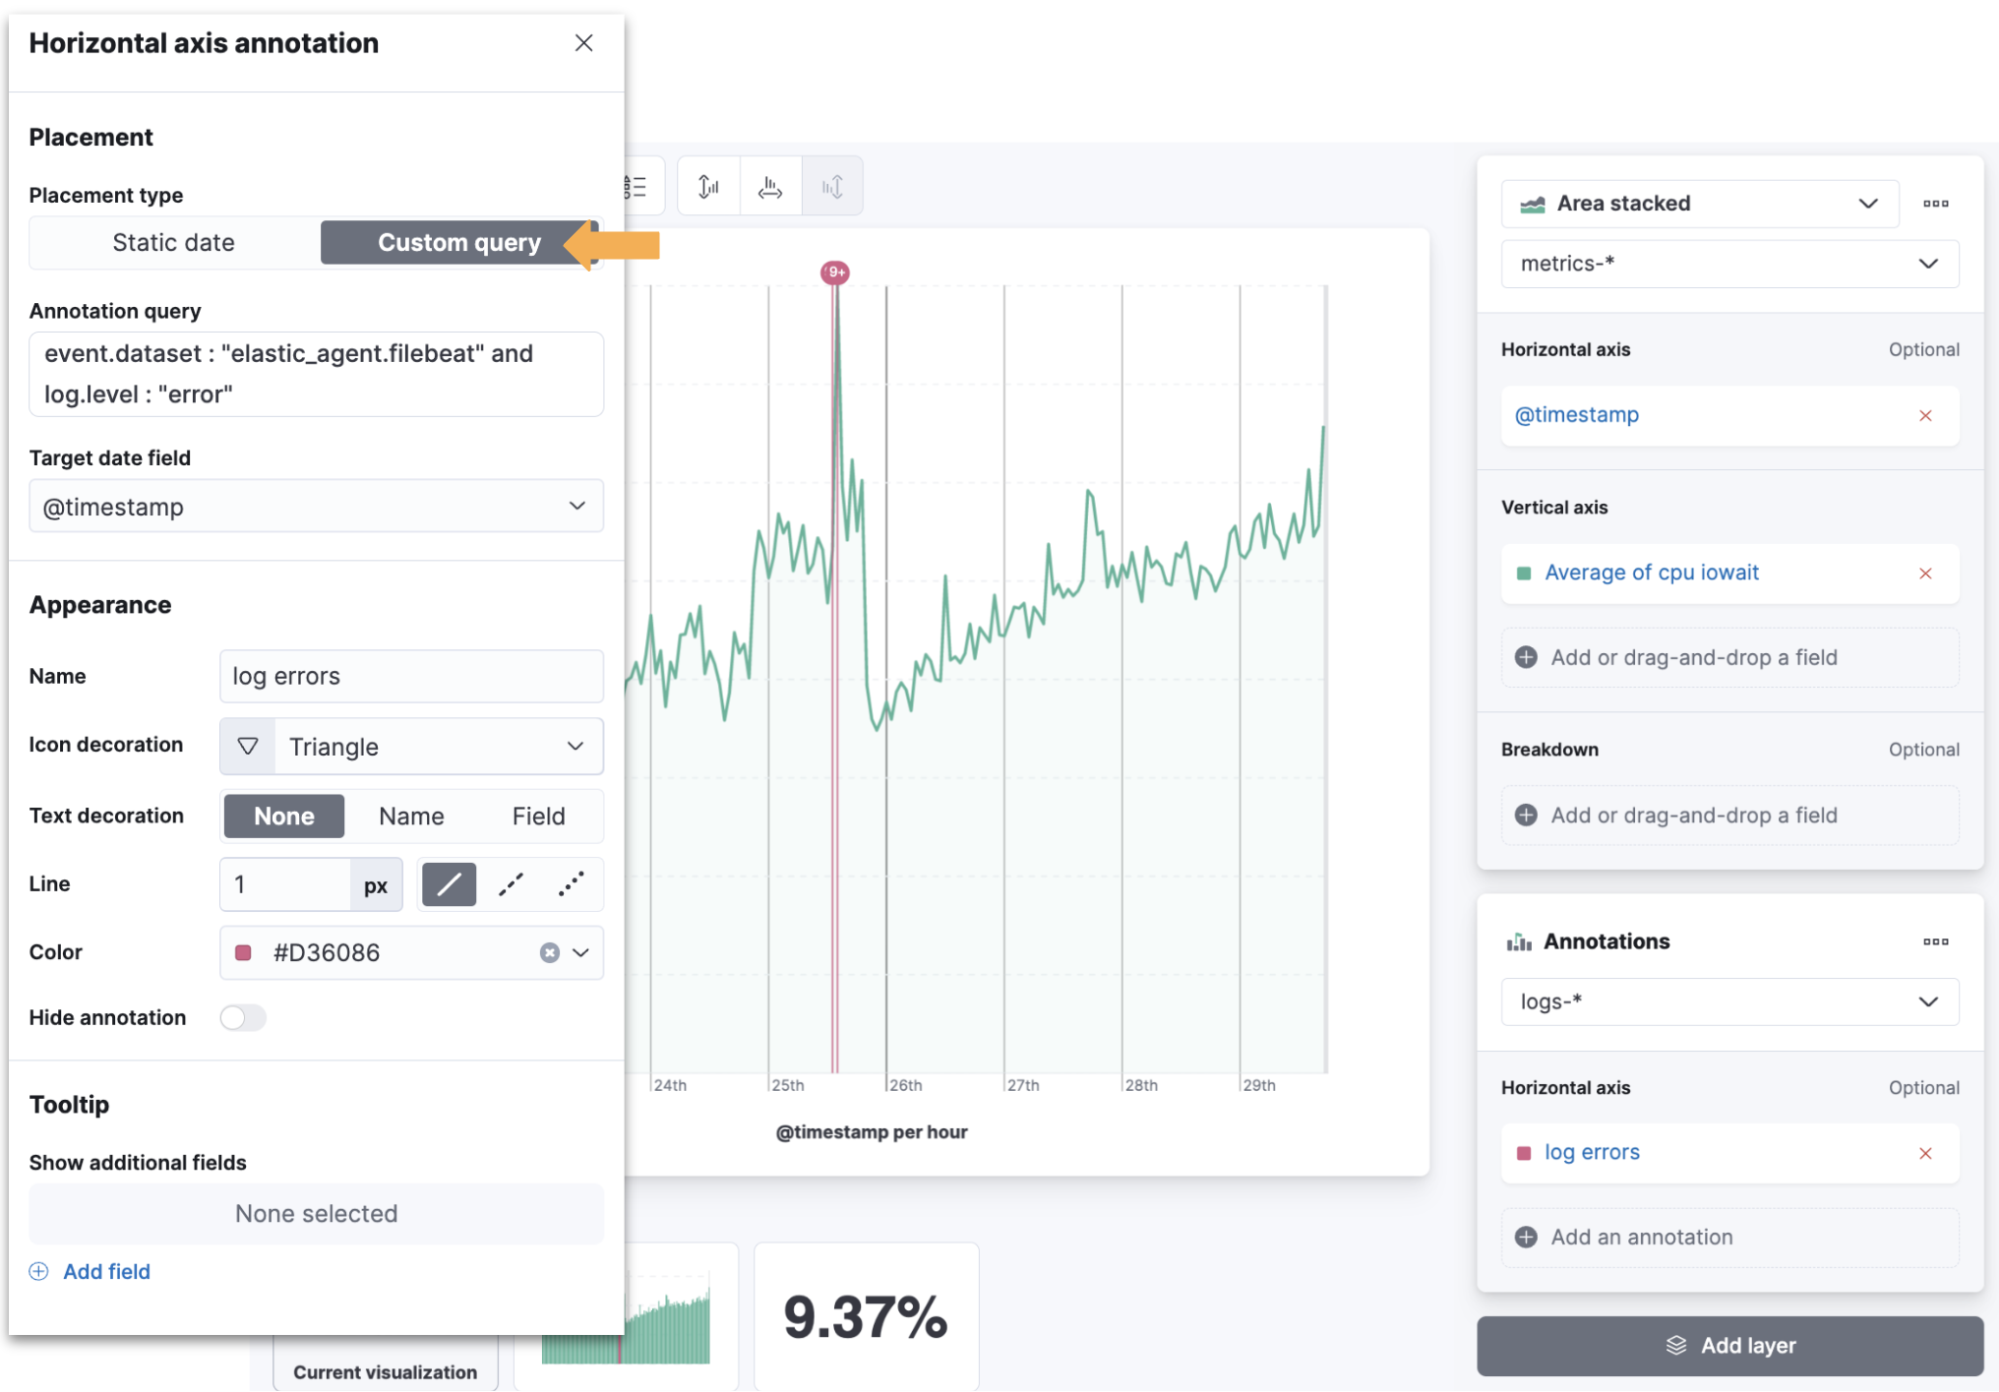 Horizontal axis annotation
Placement
Placement type
Static date
Custom query
Annotation query
event.dataset : "elastic_agent.filebeat" and
log.level : "error"
Target date field
@timestamp
Appearance
Name
log errors
Icon decoration
Triangle
Text decoration
None
Name
Field
Line
1
px
Color
#D36086
Hide annotation
Tooltip
Show additional fields
None selected
Add field
9+
24th
25th
26th
27th
28th
29th
@timestamp per hour
Current visualization
9.37%
Area stacked
metrics-*
Horizontal axis
Optional
@timestamp
Vertical axis
Average of cpu iowait
Add or drag-and-drop a field
Breakdown
Optional
Add or drag-and-drop a field
Annotations
logs-*
Horizontal axis
Optional
log errors
Add an annotation
Add layer